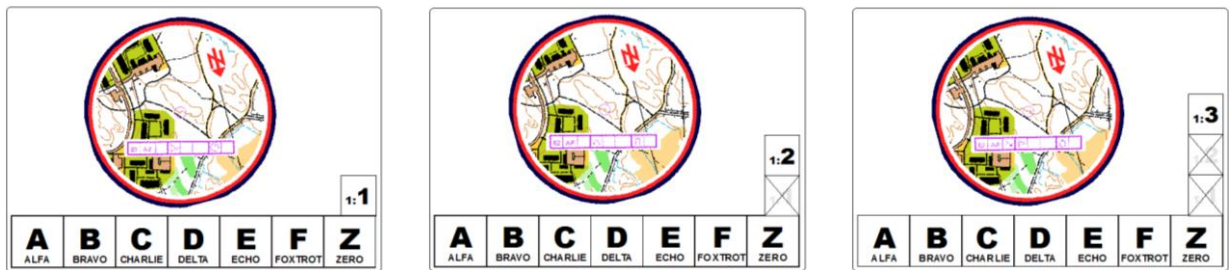 1:1
A B C D E F Z
ALFA BRAVO CHARLIE DELTA ECHO FOXTROT ZERO
1:2
A B C D E F Z
ALFA BRAVO CHARLIE DELTA ECHO FOXTROT ZERO
1:3
A B C D E F Z
ALFA BRAVO CHARLIE DELTA ECHO FOXTROT ZERO